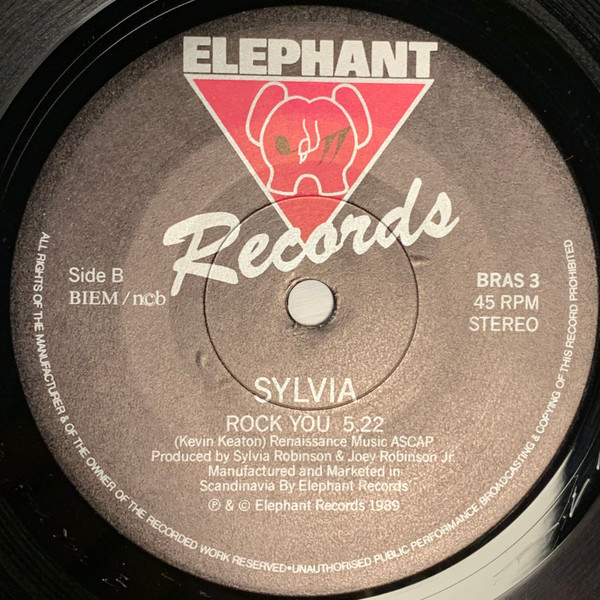 ELEPHANT
Records
Side B
BIEM/ncb
BRAS 3
45 RPM
STEREO
SYLVIA
ROCK YOU 5.22
(Kevin Keaton) Renaissance Music ASCAP
Produced by Sylvia Robinson & Joey Robinson Jr.
Manufactured and Marketed in
Scandinavia By Elephant Records
℗ & © Elephant Records 1989
ALL RIGHTS OF THE MANUFACTURER & OF THE OWNER OF THE RECORDED WORK RESERVED•UNAUTHORISED PUBLIC PERFORMANCE, BROADCASTING & COPYING OF THIS RECORD PROHIBITED